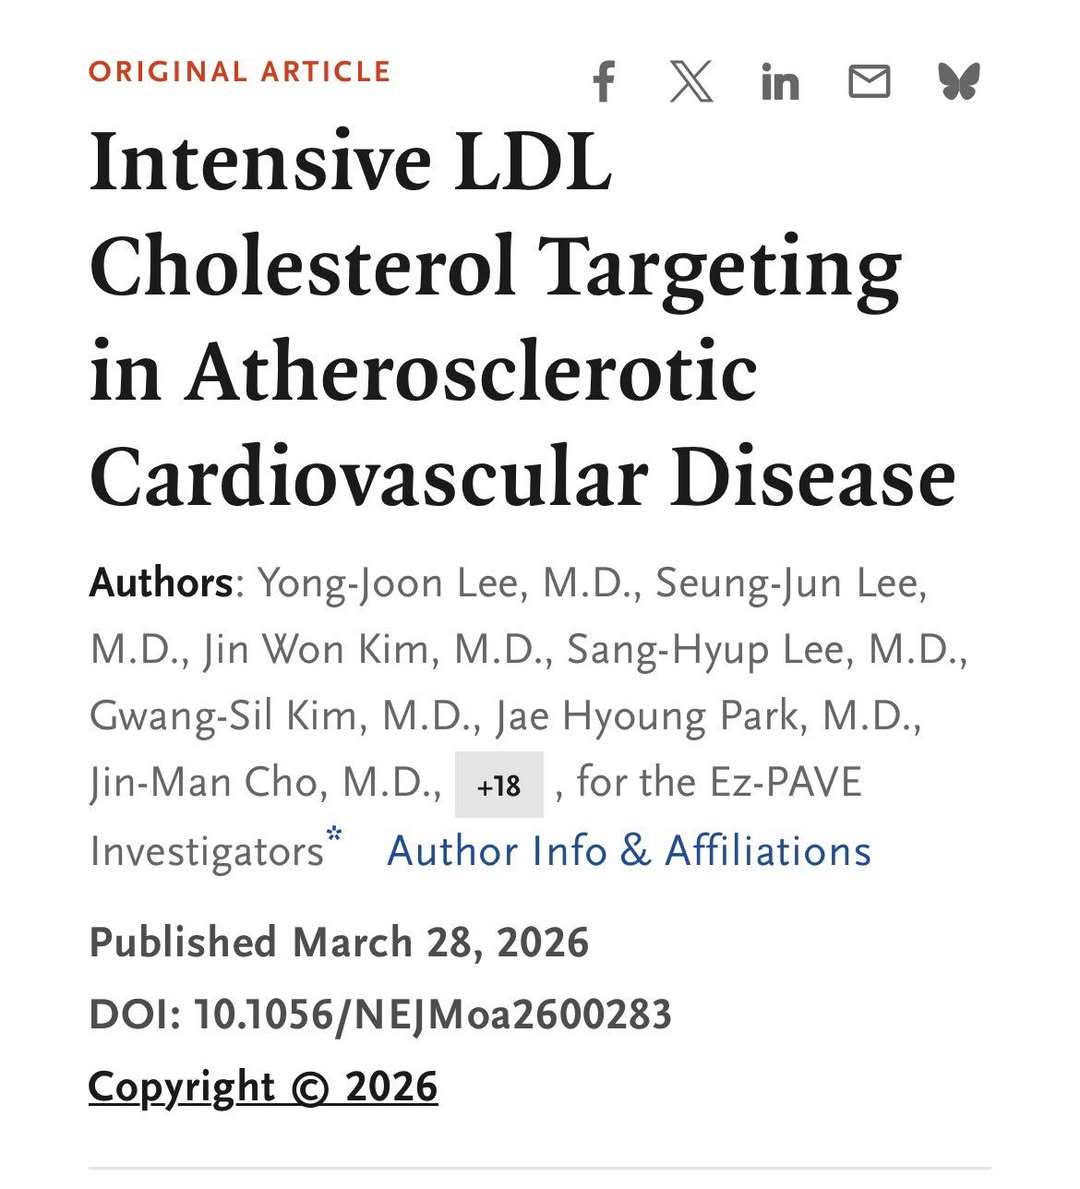 ORIGINAL ARTICLE
Intensive LDL
Cholesterol Targeting
in Atherosclerotic
Cardiovascular Disease
Authors: Yong-Joon Lee, M.D., Seung-Jun Lee,
M.D., Jin Won Kim, M.D., Sang-Hyup Lee, M.D.,
Gwang-Sil Kim, M.D., Jae Hyoung Park, M.D.,
Jin-Man Cho, M.D., +18 , for the Ez-PAVE
Investigators* Author Info & Affiliations
Published March 28, 2026
DOI: 10.1056/NEJMoa2600283
Copyright © 2026